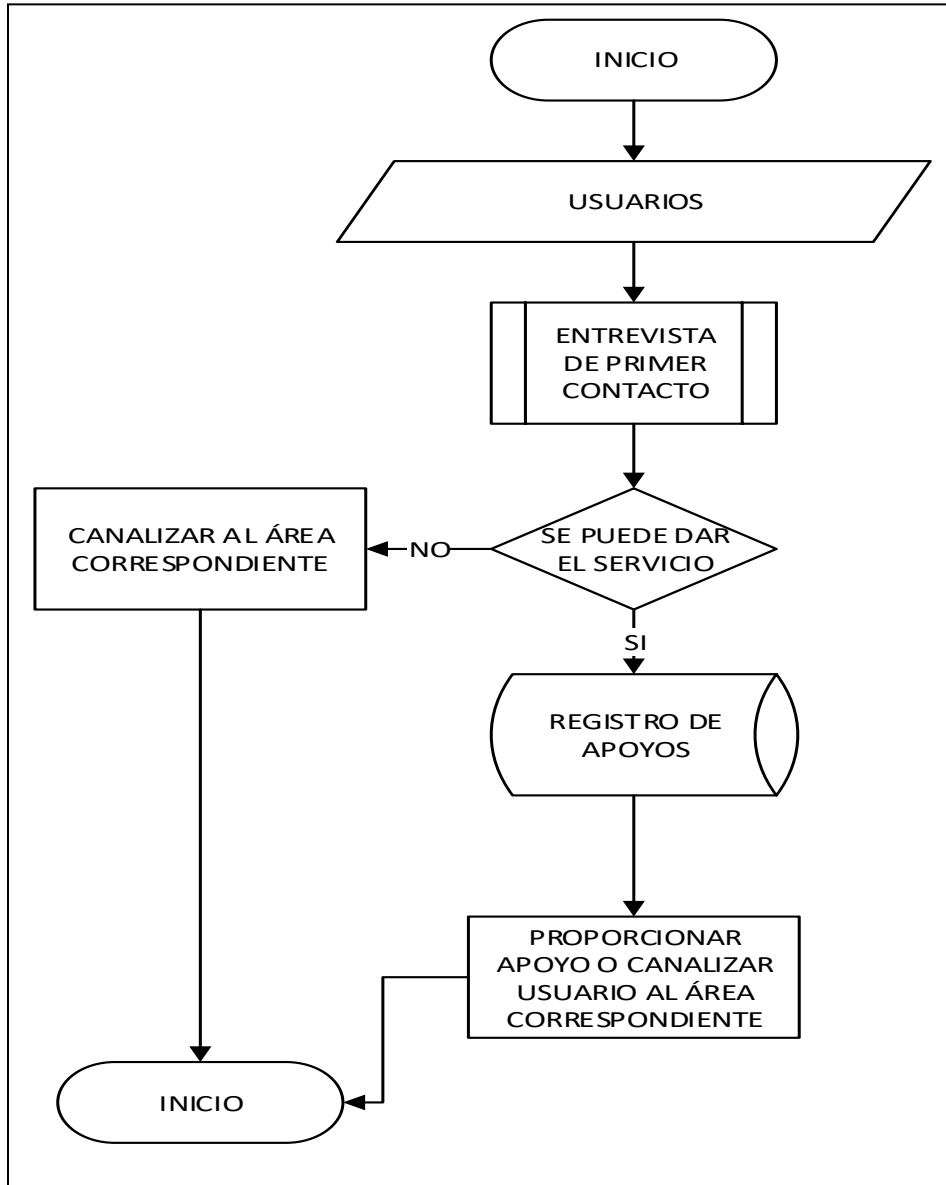 INICIO
USUARIOS
ENTREVISTA
DE PRIMER
CONTACTO
SE PUEDE DAR
EL SERVICIO
NO
CANALIZAR AL ÁREA
CORRESPONDIENTE
SI
REGISTRO DE
APOYOS
PROPORCIONAR
APOYO O CANALIZAR
USUARIO AL ÁREA
CORRESPONDIENTE
INICIO